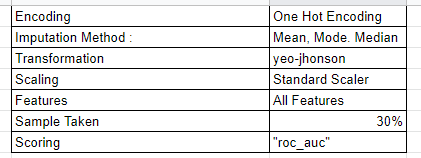 Encoding One Hot Encoding
Imputation Method : Mean, Mode. Median
Transformation yeo-jhonson
Scaling Standard Scaler
Features All Features
Sample Taken 30%
Scoring "roc_auc"